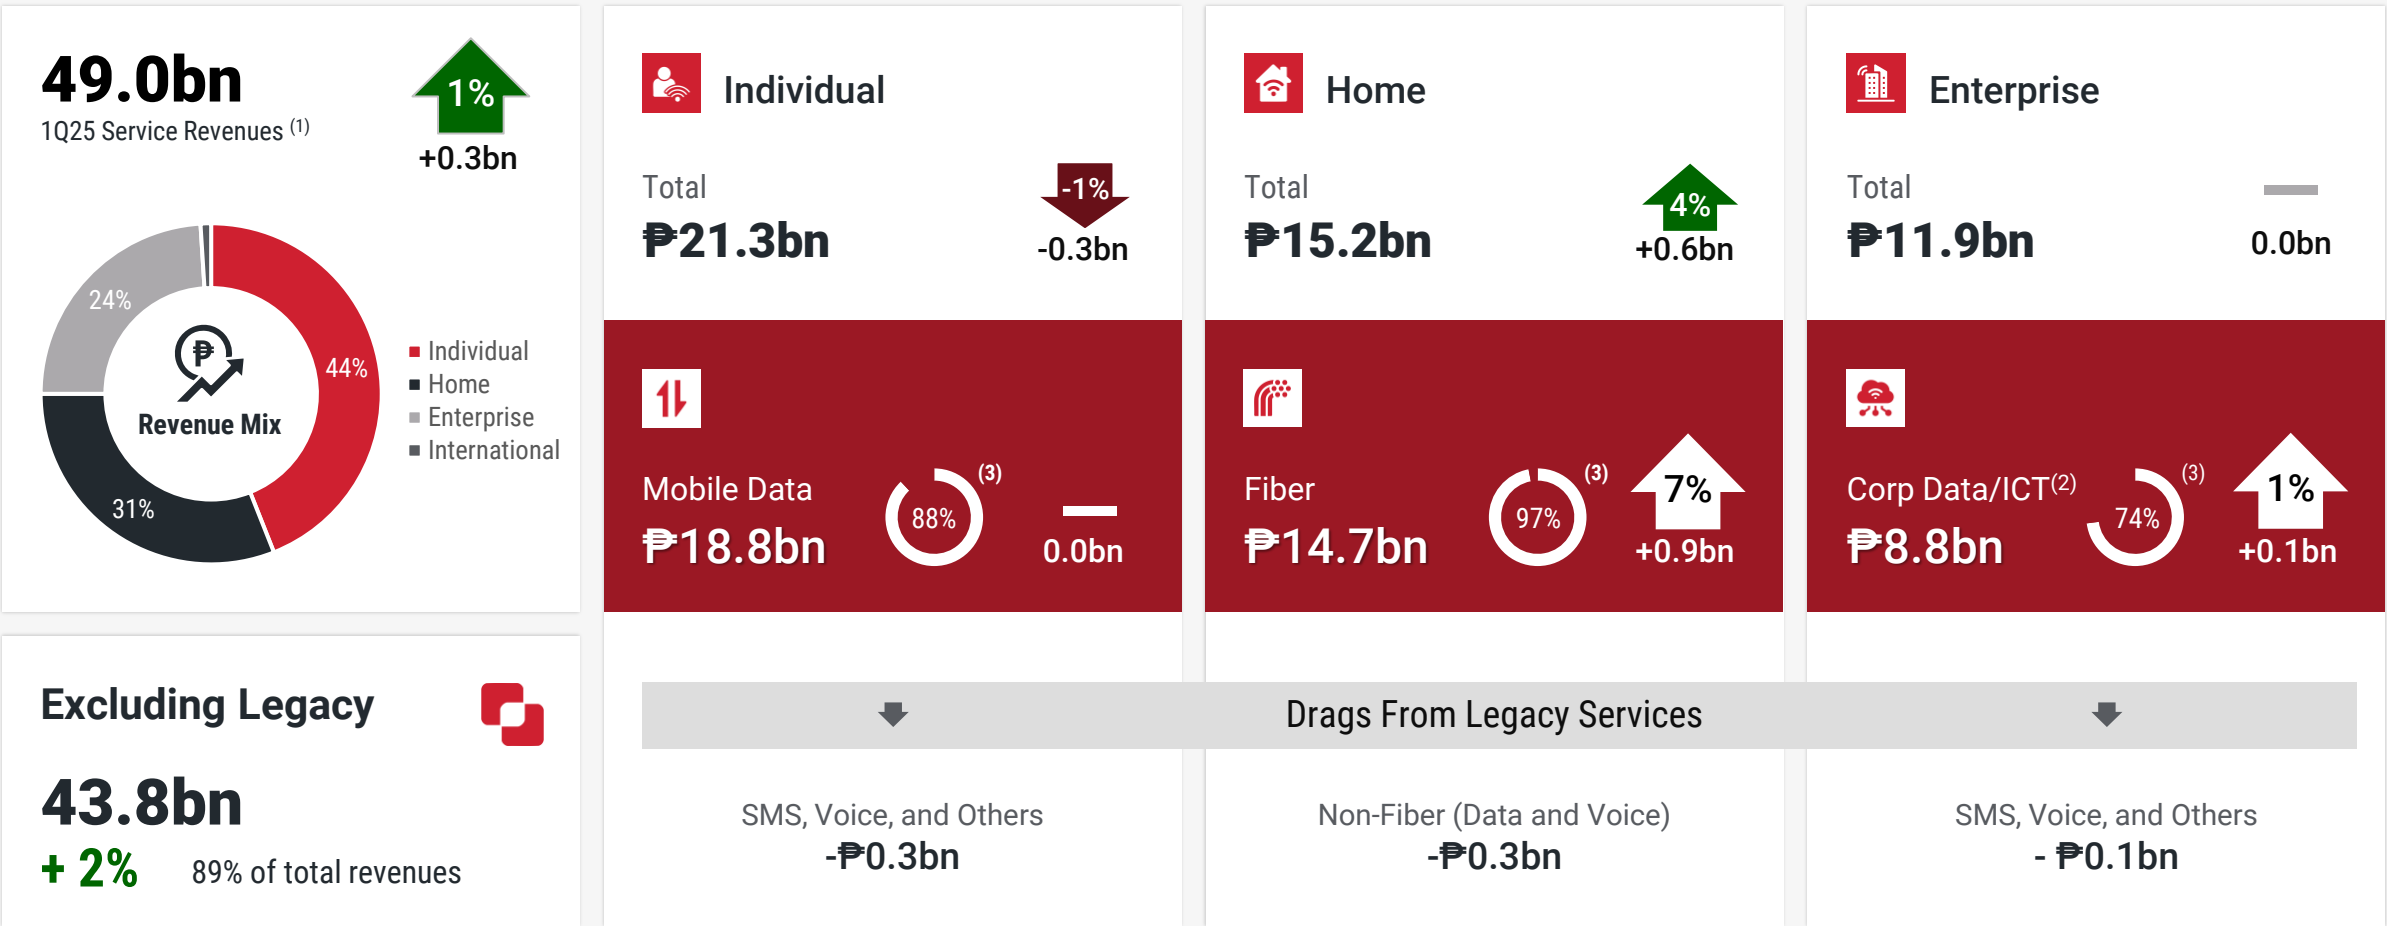 49.0bn
1Q25 Service Revenues (1)
1%
+0.3bn
24%
44%
31%
Revenue Mix
Individual
Home
Enterprise
International
Excluding Legacy
43.8bn
+ 2%
89% of total revenues
Individual
Total
₱21.3bn
-1%
-0.3bn
Mobile Data
₱18.8bn
88%
(3)
0.0bn
Home
Total
₱15.2bn
4%
+0.6bn
Fiber
₱14.7bn
97%
(3)
7%
+0.9bn
Enterprise
Total
₱11.9bn
0.0bn
Corp Data/ICT(2)
₱8.8bn
74%
(3)
1%
+0.1bn
Drags From Legacy Services
SMS, Voice, and Others
-₱0.3bn
Non-Fiber (Data and Voice)
-₱0.3bn
SMS, Voice, and Others
- ₱0.1bn